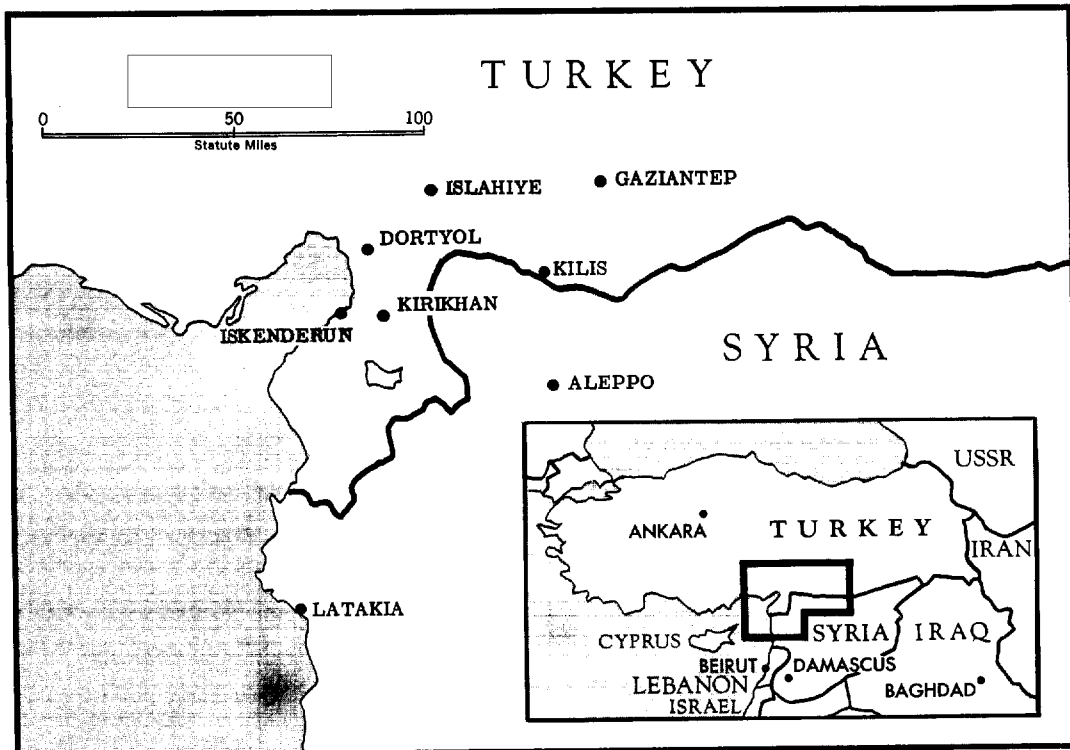 TURKEY
0 50 100
Statute Miles
ISLAHIYE
GAZIANTEP
DORTYOL
KILIS
KIRIKHAN
ISKENDERUN
SYRIA
ALEPPO
LATAKIA
USSR
ANKARA
TURKEY
IRAN
CYPRUS
SYRIA
IRAQ
BEIRUT
DAMASCUS
LEBANON
BAGHDAD
ISRAEL